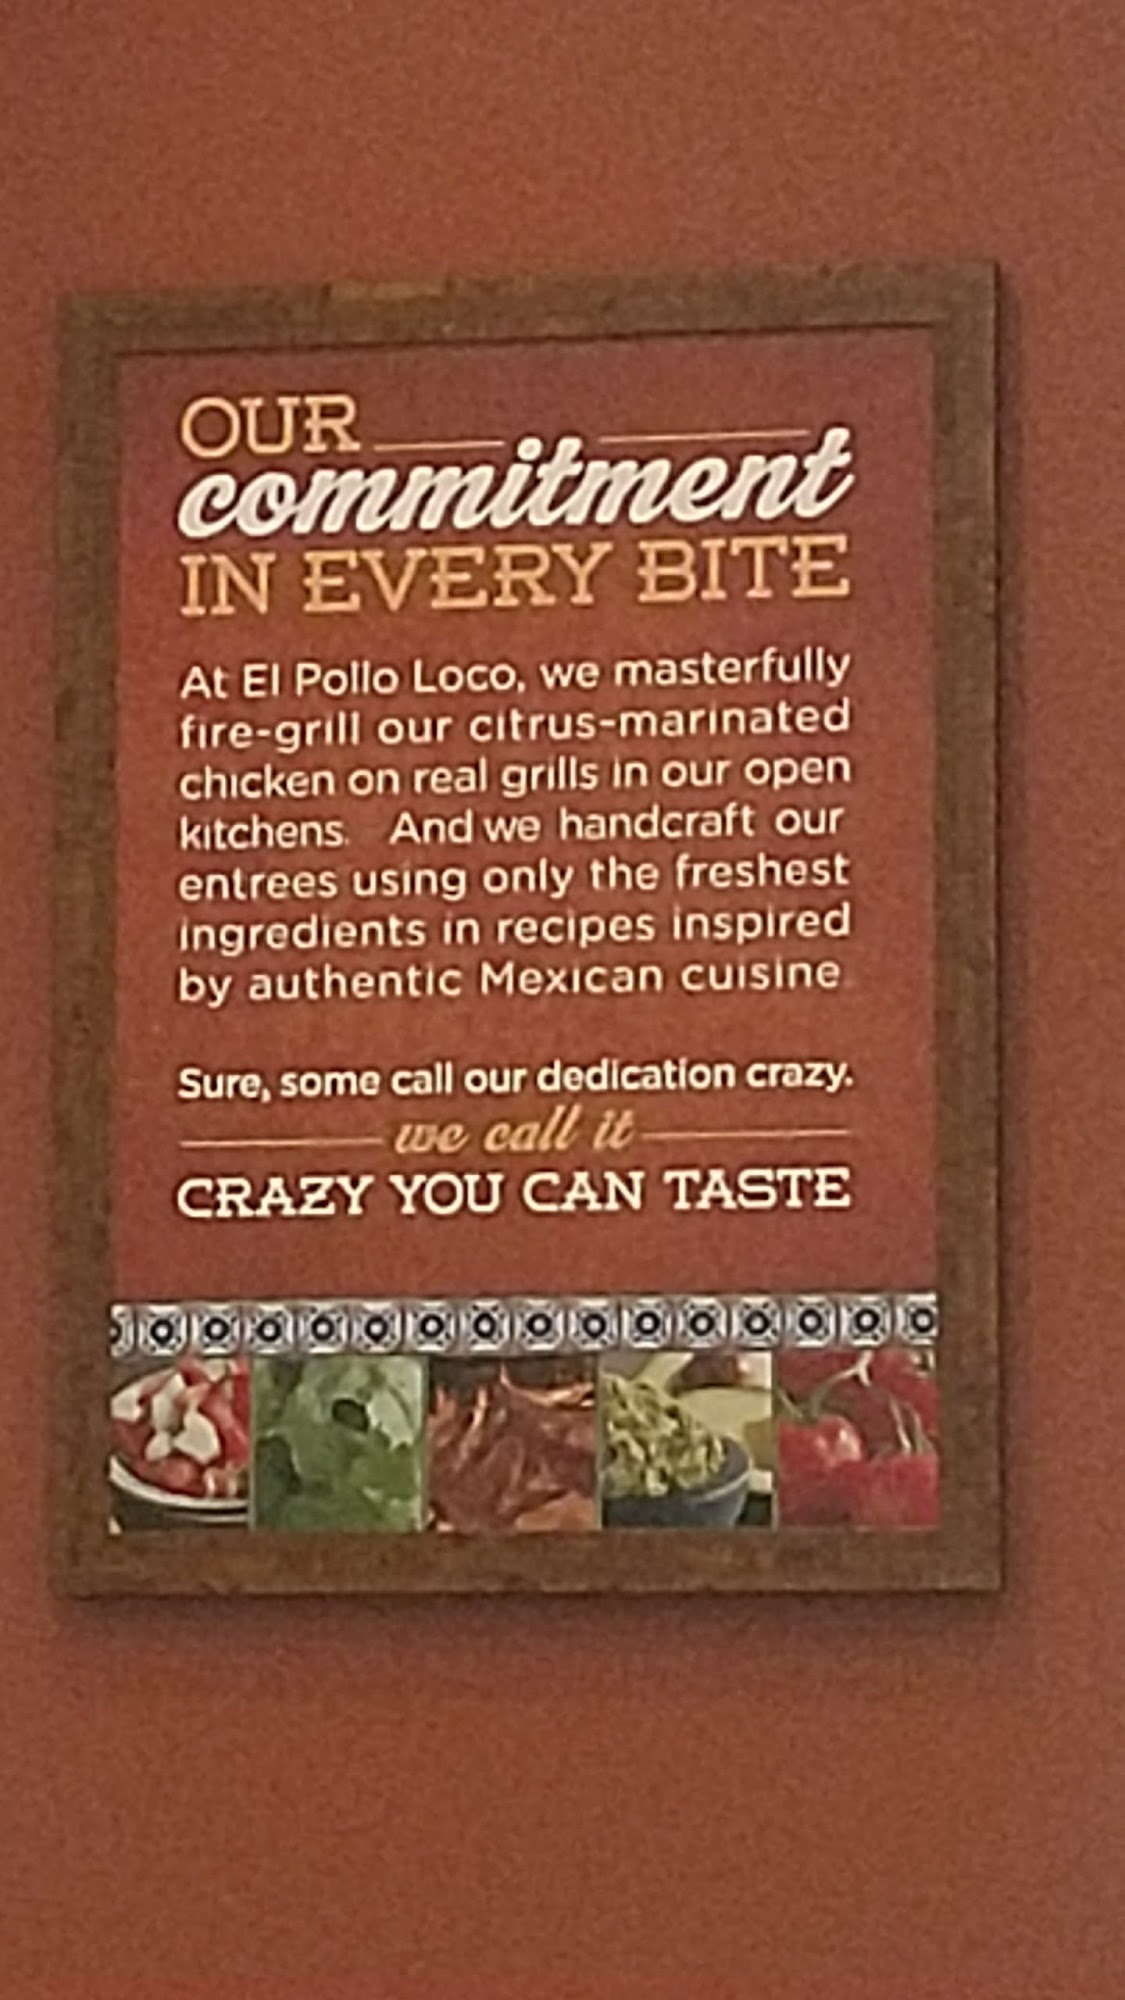 OUR
commitment
IN EVERY BITE
At El Pollo Loco, we masterfully
fire-grill our citrus-marinated
chicken on real grills in our open
kitchens. And we handcraft our
entrees using only the freshest
ingredients in recipes inspired
by authentic Mexican cuisine.
Sure, some call our dedication crazy.
we call it
CRAZY YOU CAN TASTE